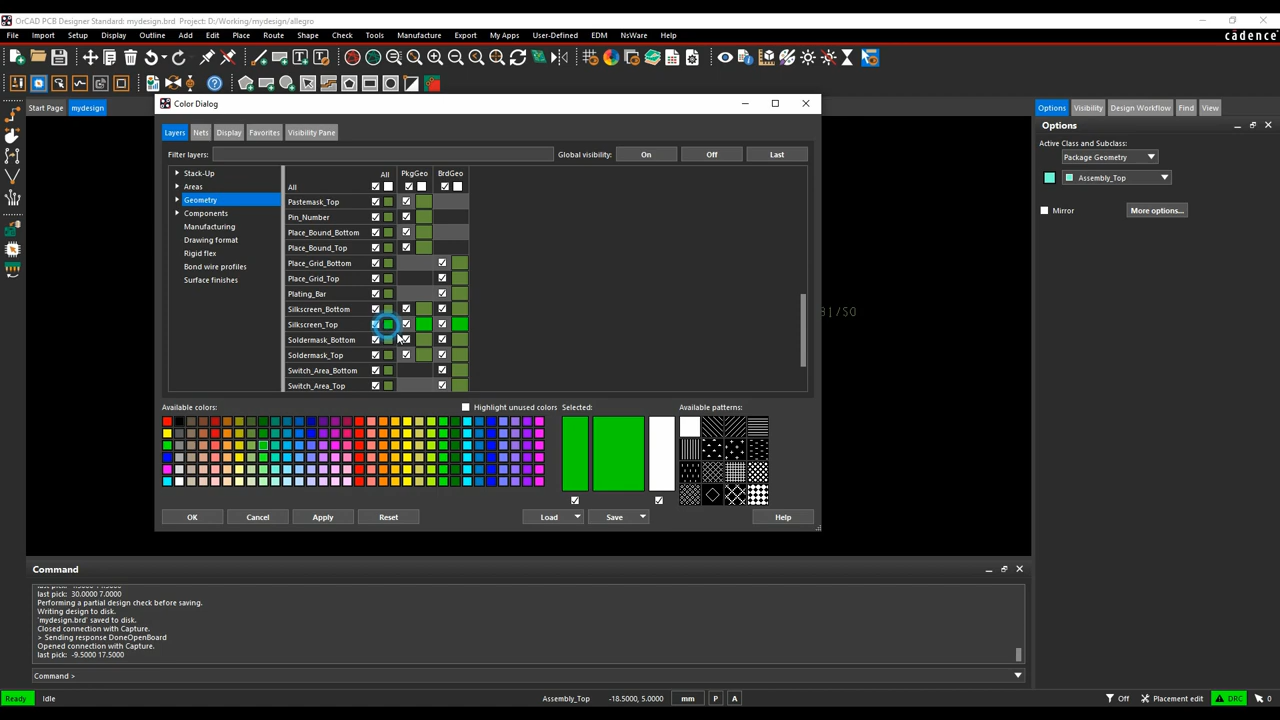 OrCAD PCB Designer Standard: mydesign.brd Project: D:/Working/mydesign/allegro
File Import Setup Display Outline Add Edit Place Route Shape Check Tools Manufacture Export My Apps User-Defined EDM NsWare Help
cādence
Start Page mydesign
Color Dialog
Layers Nets Display Favorites Visibility Pane
Filter layers: Global visibility: On Off Last
Stack-Up
Areas
Geometry
Components
Manufacturing
Drawing format
Rigid flex
Bond wire profiles
Surface finishes
All PkgGeo BrdGeo
All
Pastemask_Top
Pin_Number
Place_Bound_Bottom
Place_Bound_Top
Place_Grid_Bottom
Place_Grid_Top
Plating_Bar
Silkscreen_Bottom
Silkscreen_Top
Soldermask_Bottom
Soldermask_Top
Switch_Area_Bottom
Switch_Area_Top
Available colors: Highlight unused colors Selected: Available patterns:
OK Cancel Apply Reset Load Save Help
Options Visibility Design Workflow Find View
Options
Active Class and Subclass:
Package Geometry
Assembly_Top
Mirror More options...
Command
last pick: 30.0000 7.0000
Performing a partial design check before saving.
Writing design to disk.
'mydesign.brd' saved to disk.
Closed connection with Capture.
> Sending response DoneOpenBoard
Opened connection with Capture.
last pick: -9.5000 17.5000
Command >
Ready Idle Assembly_Top -18.5000, 5.0000 mm P A Off Placement edit DRC 0